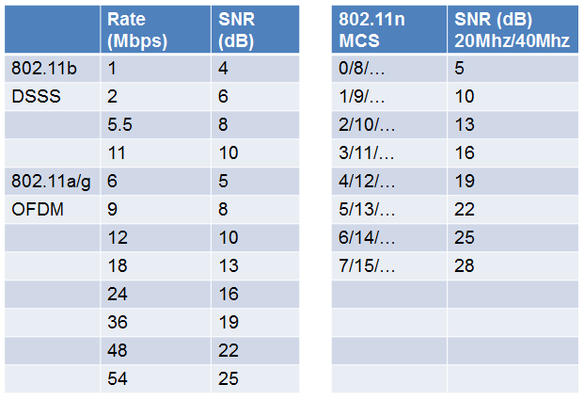 Rate (Mbps) SNR (dB)
802.11b 1 4
DSSS 2 6
5.5 8
11 10
802.11a/g 6 5
OFDM 9 8
12 10
18 13
24 16
36 19
48 22
54 25
802.11n MCS SNR (dB) 20Mhz/40Mhz
0/8/… 5
1/9/… 10
2/10/… 13
3/11/… 16
4/12/… 19
5/13/… 22
6/14/… 25
7/15/… 28